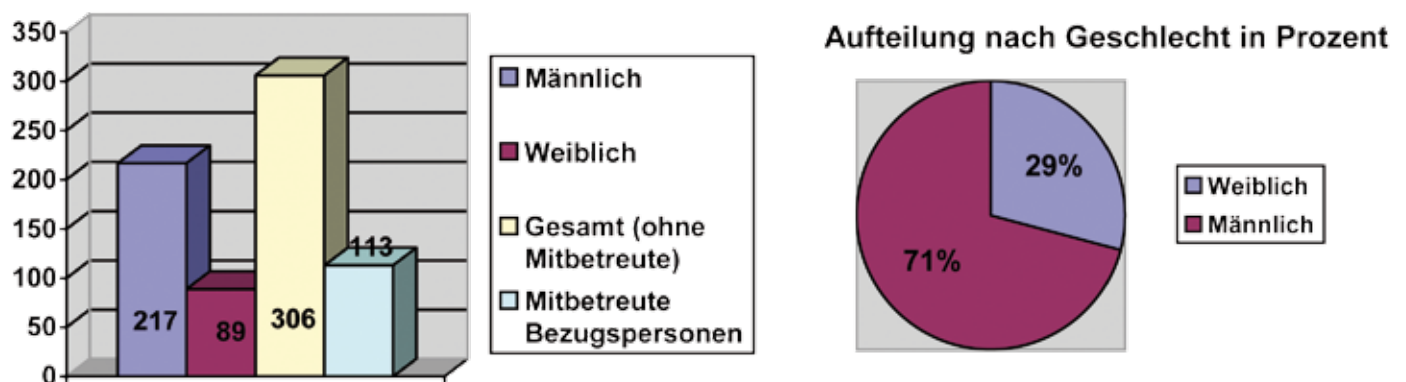 350
300
250
200
150
100
50
0
217
89
306
113
Männlich
Weiblich
Gesamt (ohne
Mitbetreute)
Mitbetreute
Bezugspersonen
Aufteilung nach Geschlecht in Prozent
29%
71%
Weiblich
Männlich